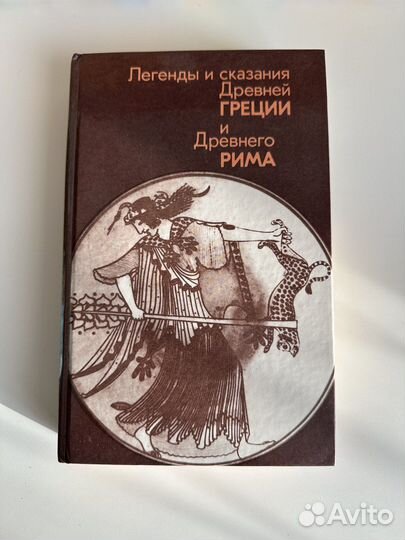 Легенды и сказания
Древней
ГРЕЦИИ
и
Древнего
РИМА
Avito